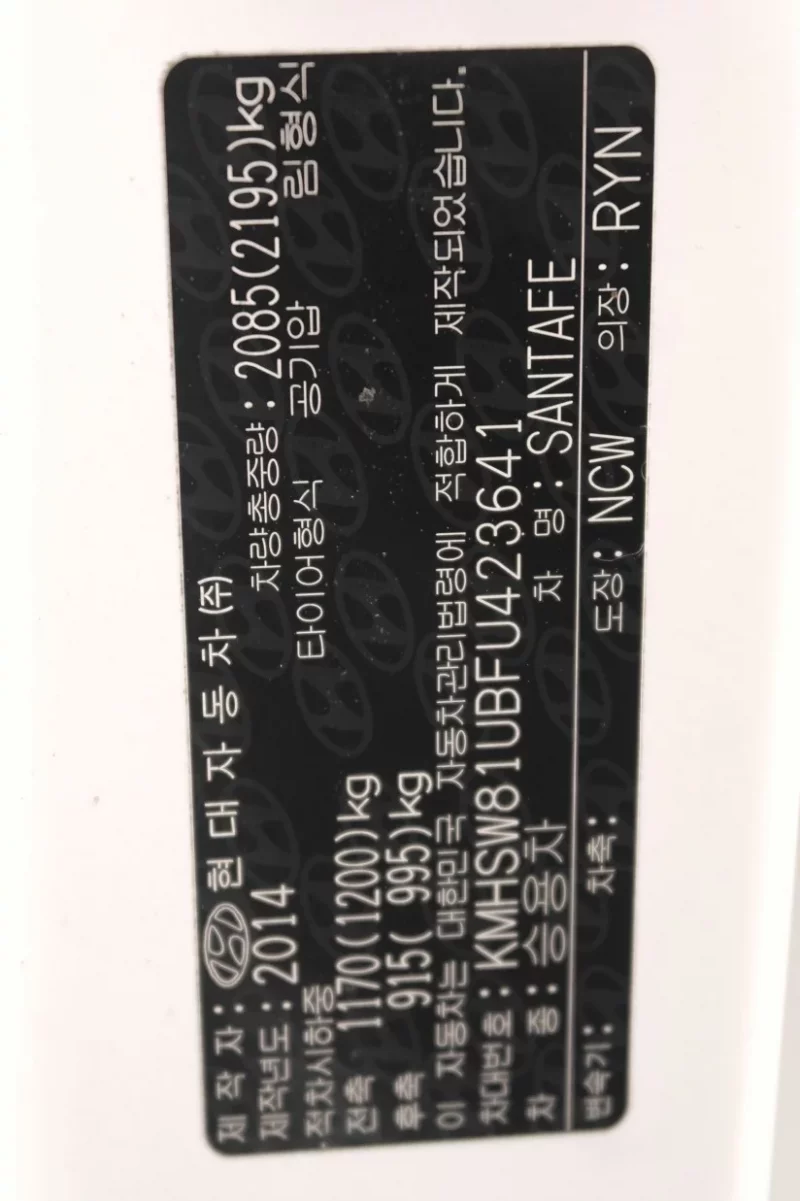 제 작 자 : 현 대 자 동 차 (주)
제작년도 : 2014 차량총중량 : 2085(2195)kg
적차시하중 타이어형식 공기압 림형식
전축 1170(1200)kg
후축 915( 995)kg
이 자동차는 대한민국 자동차관리법령에 적합하게 제작되었습니다.
차대번호 : KMHSW81UBFU423641
차 종 : 승용차 차 명 : SANTAFE
변속기 : 차축 : 도장 : NCW 의장 : RYN